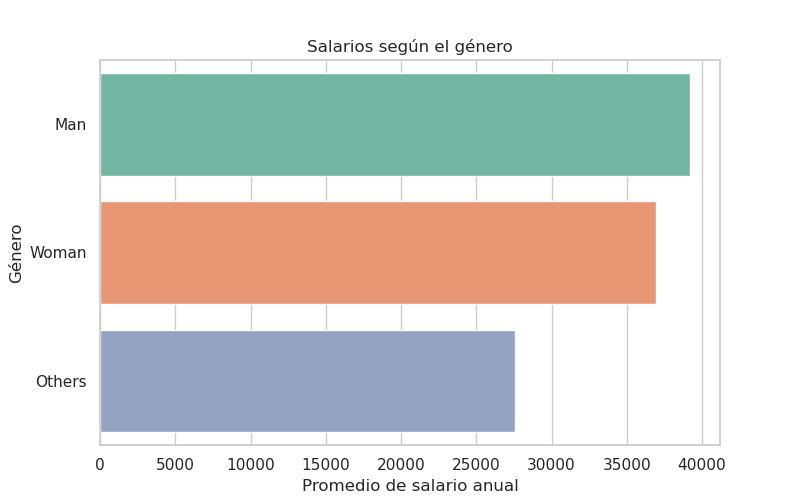 Salarios según el género
Man
Woman
Others
Género
0 5000 10000 15000 20000 25000 30000 35000 40000
Promedio de salario anual